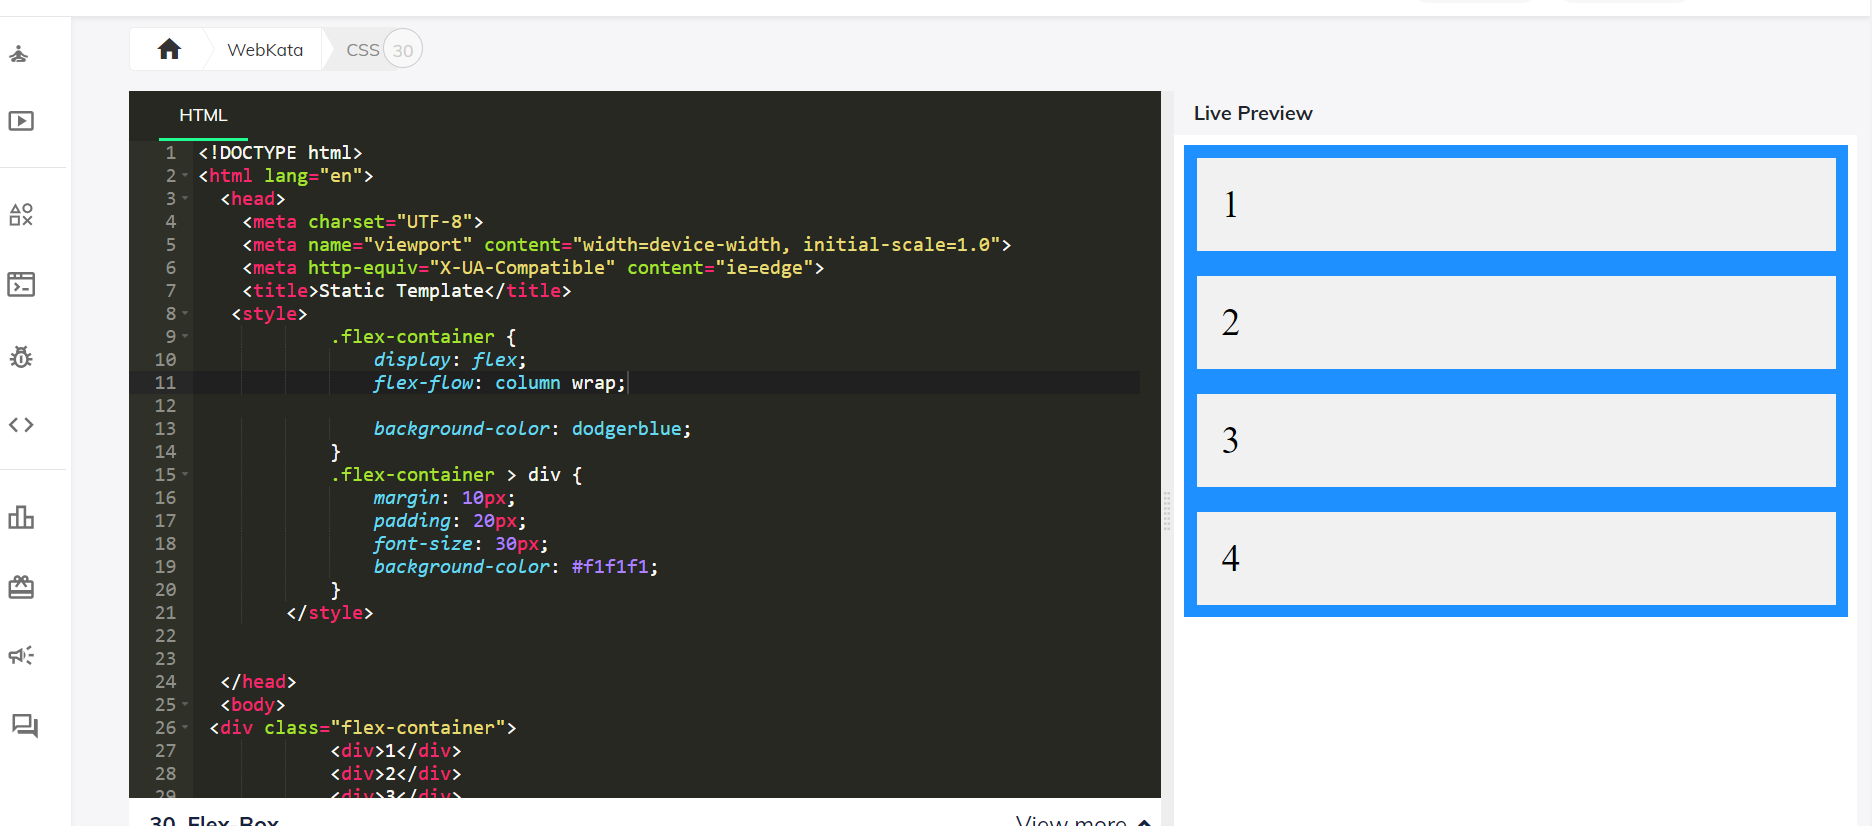 WebKata
CSS 30
HTML
1 <!DOCTYPE html>
2 <html lang="en">
3 <head>
4 <meta charset="UTF-8">
5 <meta name="viewport" content="width=device-width, initial-scale=1.0">
6 <meta http-equiv="X-UA-Compatible" content="ie=edge">
7 <title>Static Template</title>
8 <style>
9 .flex-container {
10 display: flex;
11 flex-flow: column wrap;
12
13 background-color: dodgerblue;
14 }
15 .flex-container > div {
16 margin: 10px;
17 padding: 20px;
18 font-size: 30px;
19 background-color: #f1f1f1;
20 }
21 </style>
22
23
24 </head>
25 <body>
26 <div class="flex-container">
27 <div>1</div>
28 <div>2</div>
29 <div>3</div>
30. Flex-Box
View more
Live Preview
1
2
3
4